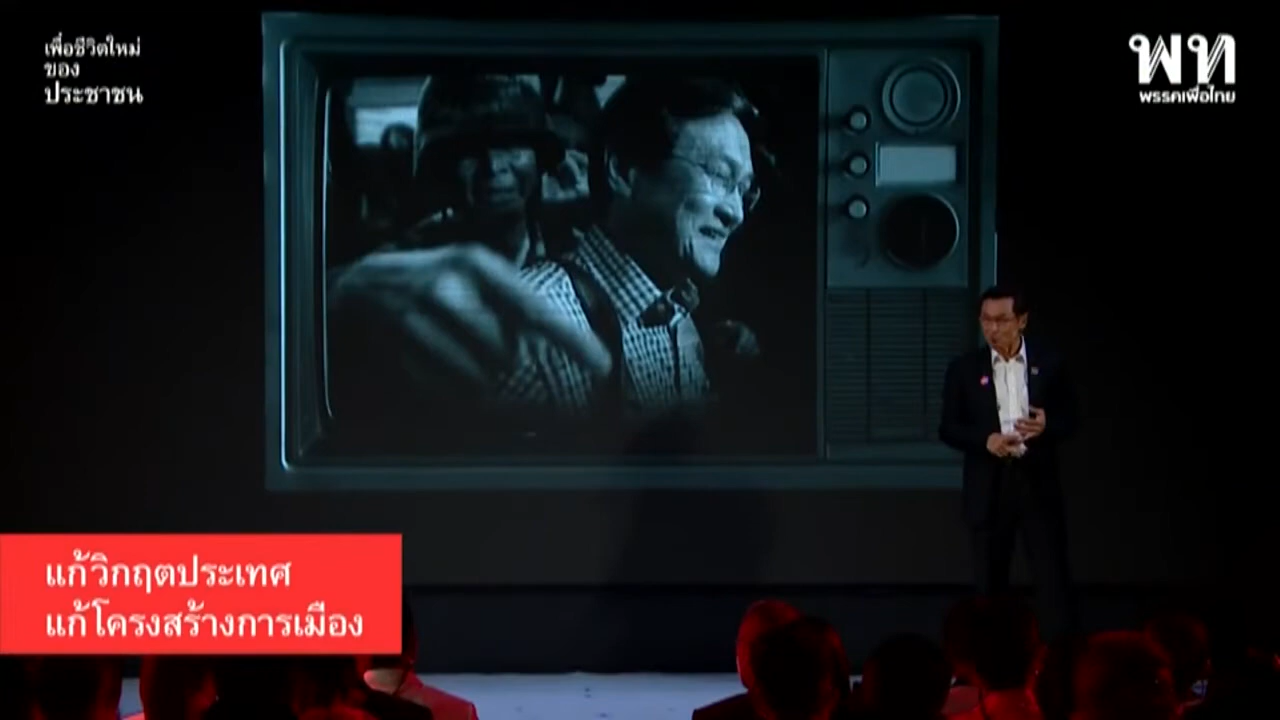 เพื่อชีวิตใหม่
ของ
ประชาชน
พท
พรรคเพื่อไทย
แก้วิกฤตประเทศ
แก้โครงสร้างการเมือง